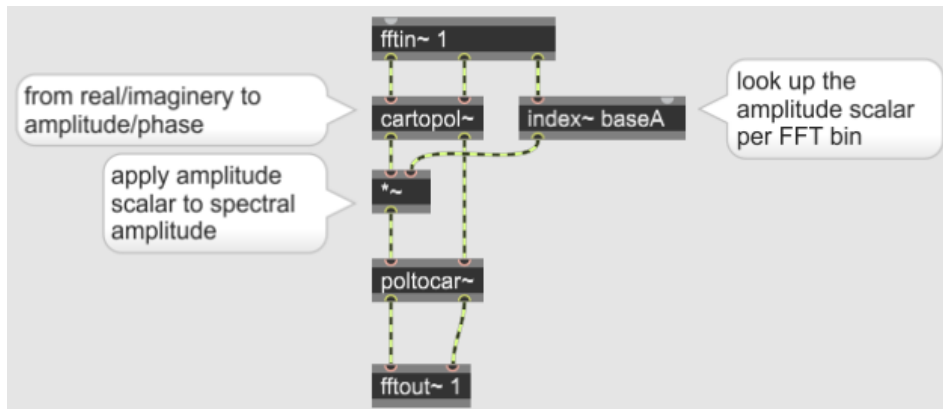 fftin~ 1
from real/imaginery to
amplitude/phase
cartopol~
index~ baseA
look up the
amplitude scalar
per FFT bin
apply amplitude
scalar to spectral
amplitude
*~
poltocar~
fftout~ 1